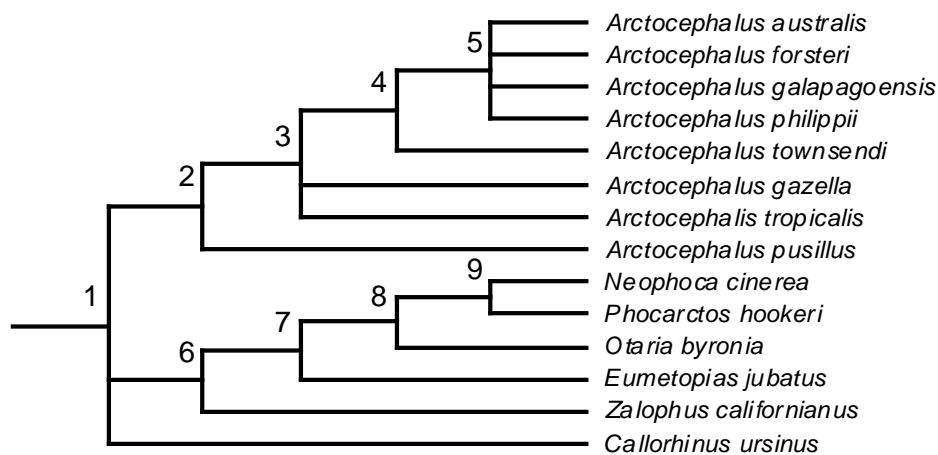 Arctocephalus australis
5
Arctocephalus forsteri
4
Arctocephalus galapagoensis
Arctocephalus philippii
3
Arctocephalus townsendi
2
Arctocephalus gazella
Arctocephalis tropicalis
Arctocephalus pusillus
9
Neophoca cinerea
1
8
Phocarctos hookeri
7
Otaria byronia
6
Eumetopias jubatus
Zalophus californianus
Callorhinus ursinus